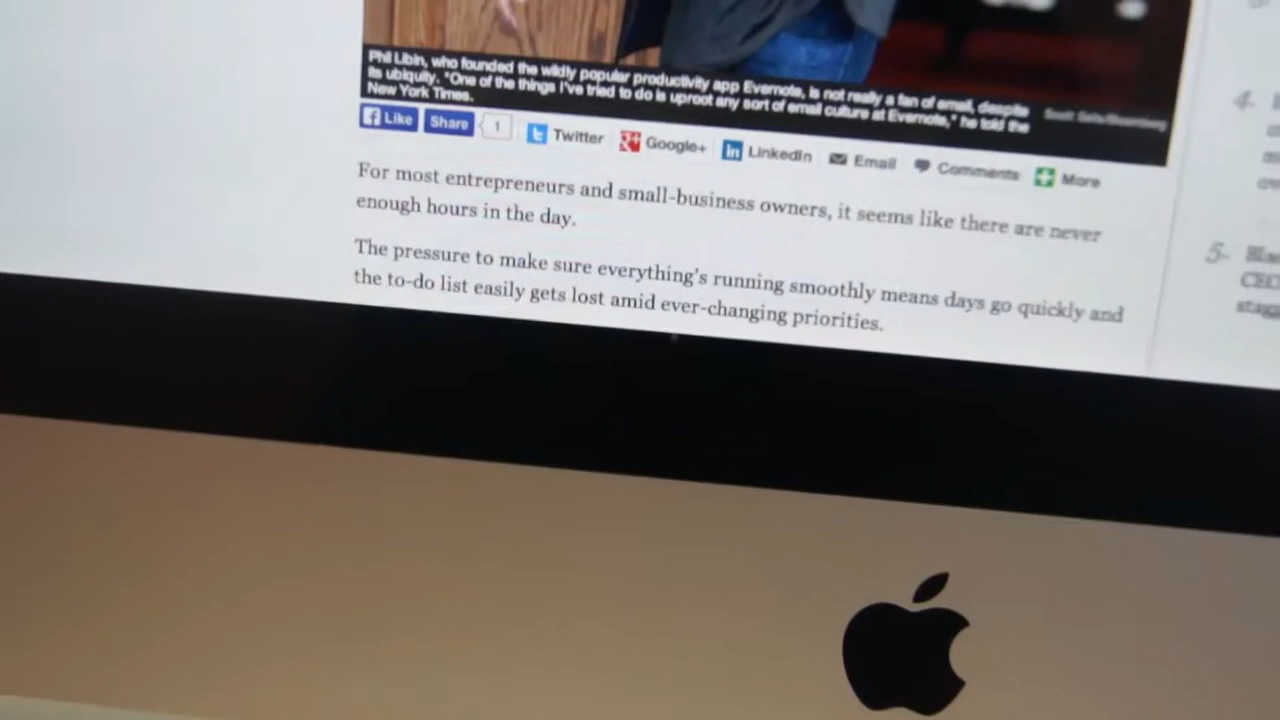 Phil Libin, who founded the wildly popular productivity app Evernote, is not really a fan of email, despite
its ubiquity. "One of the things I've tried to do is uproot any sort of email culture at Evernote," he told the
New York Times.
Like Share 1 Twitter Google+ LinkedIn Email Comments More
For most entrepreneurs and small-business owners, it seems like there are never
enough hours in the day.
The pressure to make sure everything's running smoothly means days go quickly and
the to-do list easily gets lost amid ever-changing priorities.
4.
5.
CEO